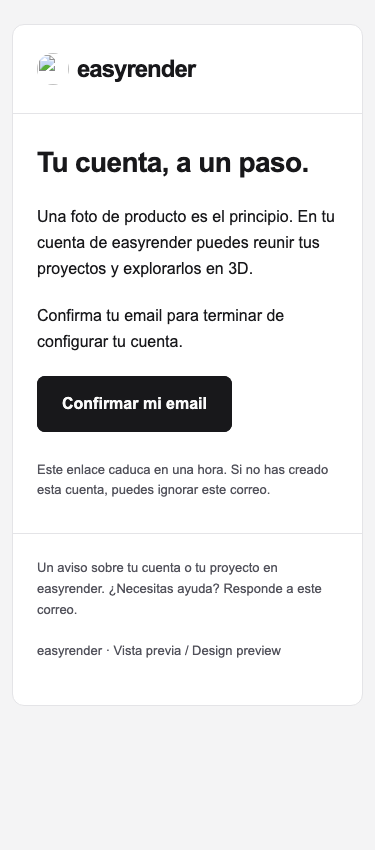 easyrender
Tu cuenta, a un paso.
Una foto de producto es el principio. En tu
cuenta de easyrender puedes reunir tus
proyectos y explorarlos en 3D.
Confirma tu email para terminar de
configurar tu cuenta.
Confirmar mi email
Este enlace caduca en una hora. Si no has creado
esta cuenta, puedes ignorar este correo.
Un aviso sobre tu cuenta o tu proyecto en
easyrender. ¿Necesitas ayuda? Responde a este
correo.
easyrender · Vista previa / Design preview